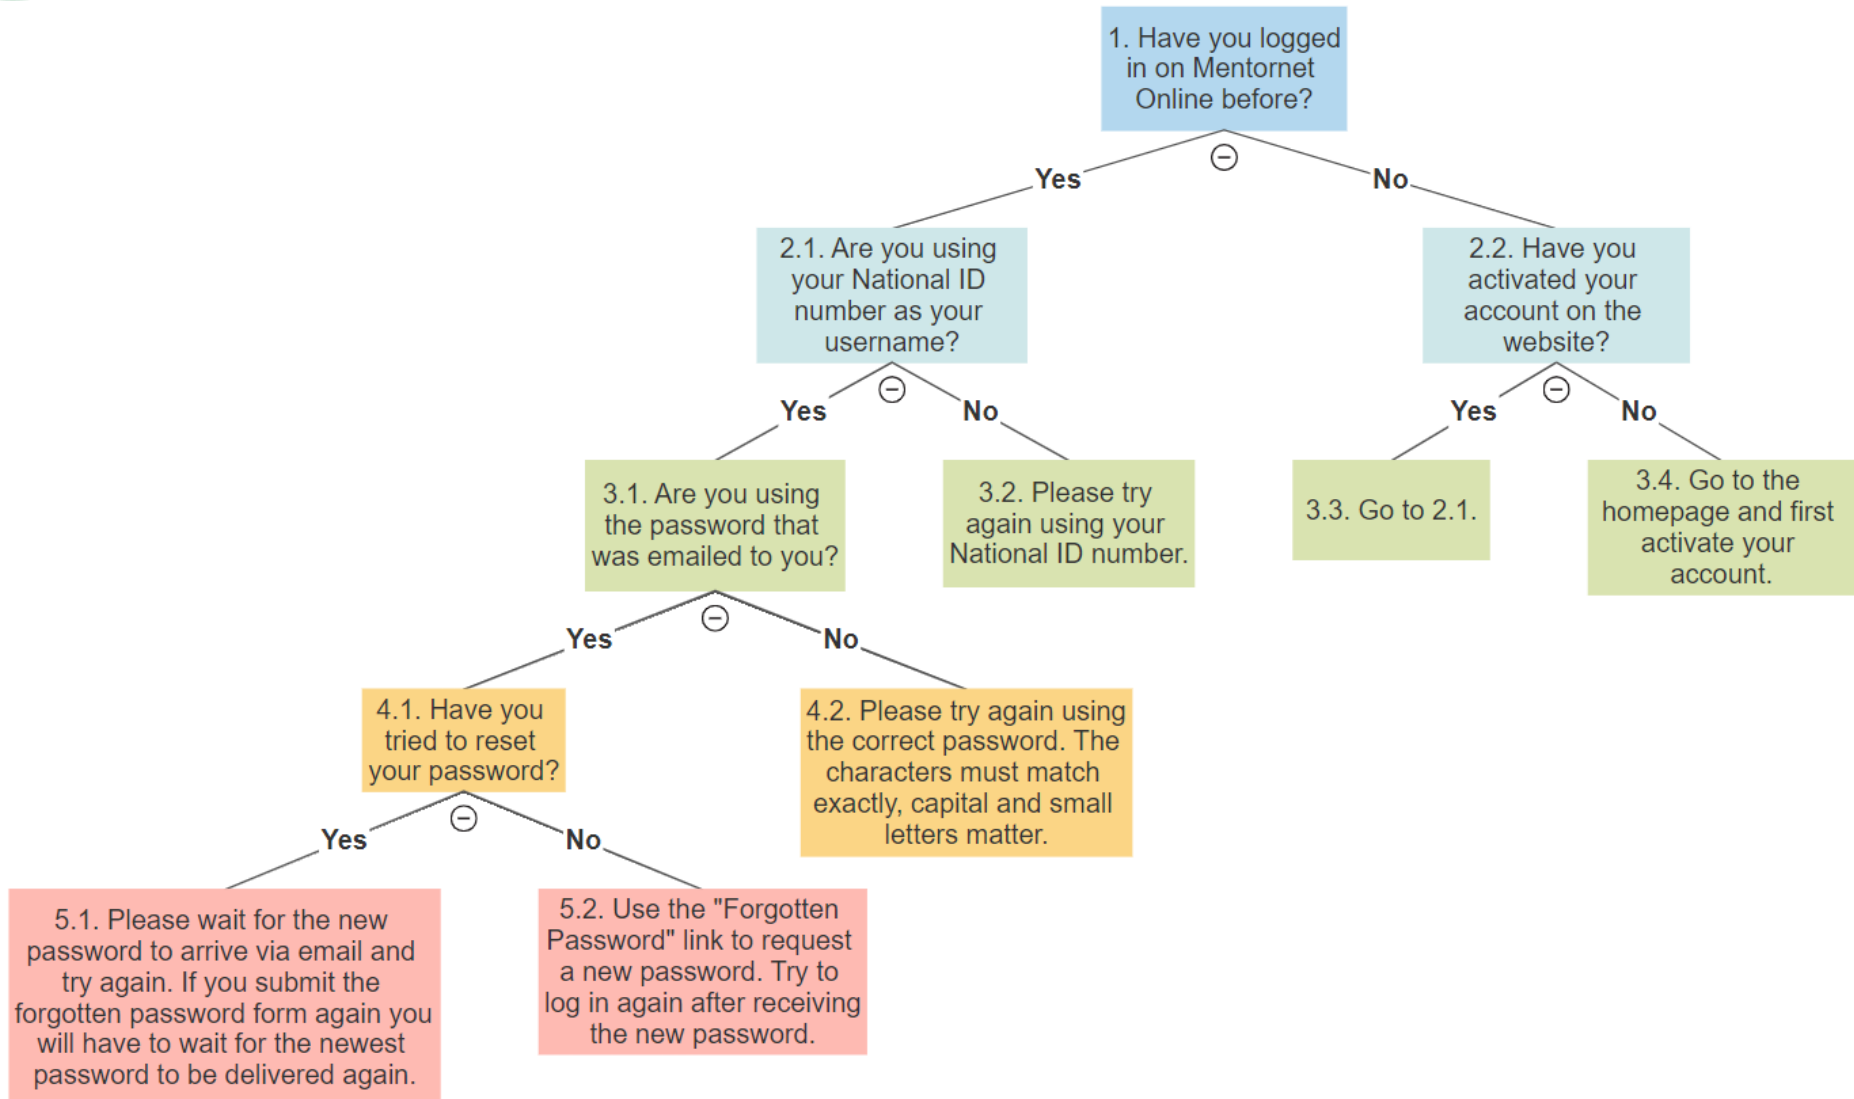 1. Have you logged
in on Mentornet
Online before?
Yes
No
2.1. Are you using
your National ID
number as your
username?
2.2. Have you
activated your
account on the
website?
Yes
No
Yes
No
3.1. Are you using
the password that
was emailed to you?
3.2. Please try
again using your
National ID number.
3.3. Go to 2.1.
3.4. Go to the
homepage and first
activate your
account.
Yes
No
4.1. Have you
tried to reset
your password?
4.2. Please try again using
the correct password. The
characters must match
exactly, capital and small
letters matter.
Yes
No
5.1. Please wait for the new
password to arrive via email and
try again. If you submit the
forgotten password form again you
will have to wait for the newest
password to be delivered again.
5.2. Use the "Forgotten
Password" link to request
a new password. Try to
log in again after receiving
the new password.